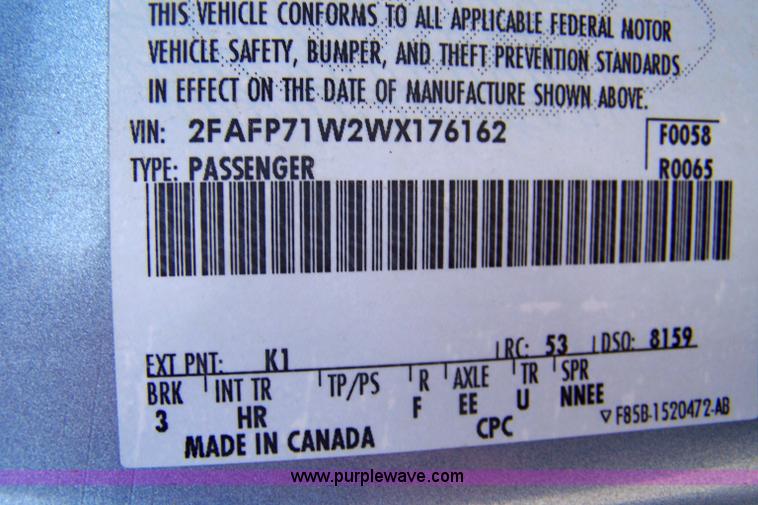 THIS VEHICLE CONFORMS TO ALL APPLICABLE FEDERAL MOTOR
VEHICLE SAFETY, BUMPER, AND THEFT PREVENTION STANDARDS
IN EFFECT ON THE DATE OF MANUFACTURE SHOWN ABOVE.
VIN: 2FAFP71W2WX176162 F0058
TYPE: PASSENGER R0065
EXT PNT: K1 RC: 53 DSO: 8159
BRK INT TR TP/PS R AXLE TR SPR
3 HR F EE U NNEE
MADE IN CANADA CPC ▽ F85B-1520472-AB
www.purplewave.com